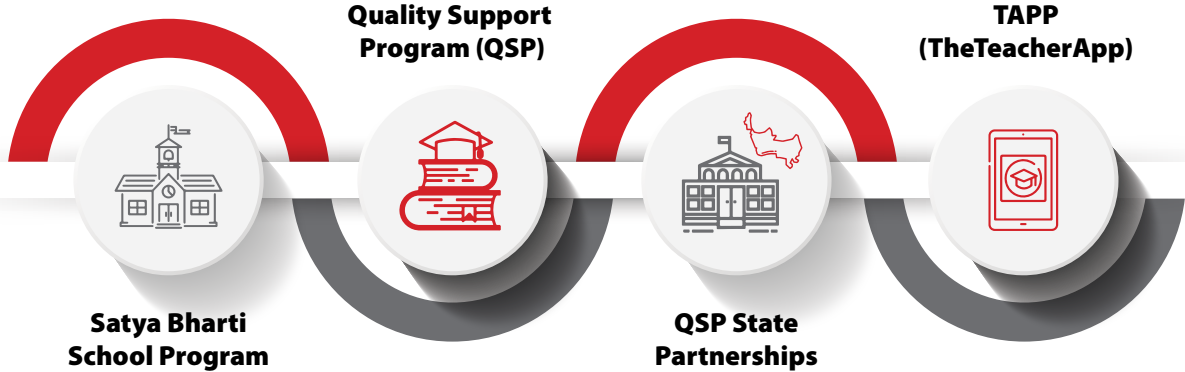 Quality Support
Program (QSP)
TAPP
(TheTeacherApp)
Satya Bharti
School Program
QSP State
Partnerships